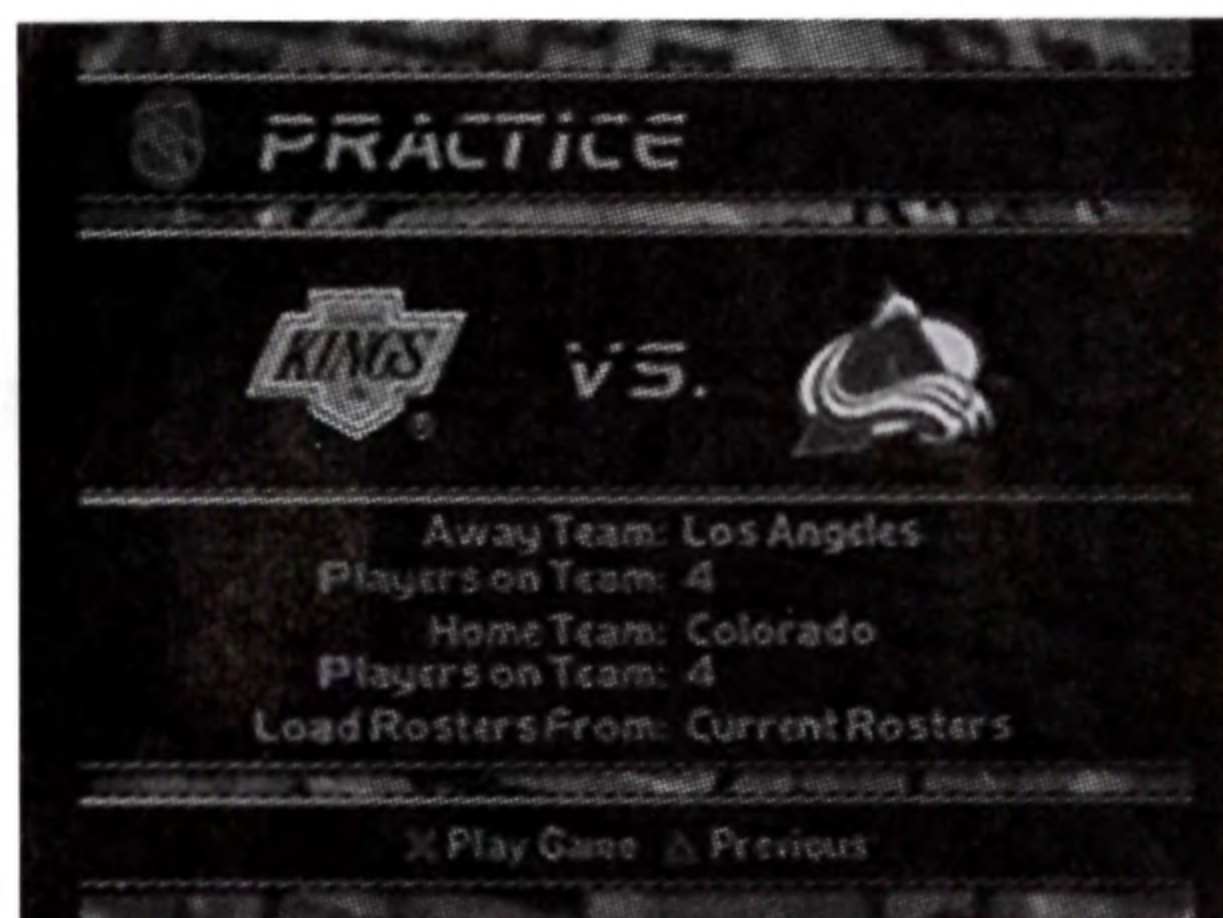 PRACTICE
KINGS
VS.
Away Team: Los Angeles
Players on Team: 4
Home Team: Colorado
Players on Team: 4
Load Rosters From: Current Rosters
X Play Game △ Previous